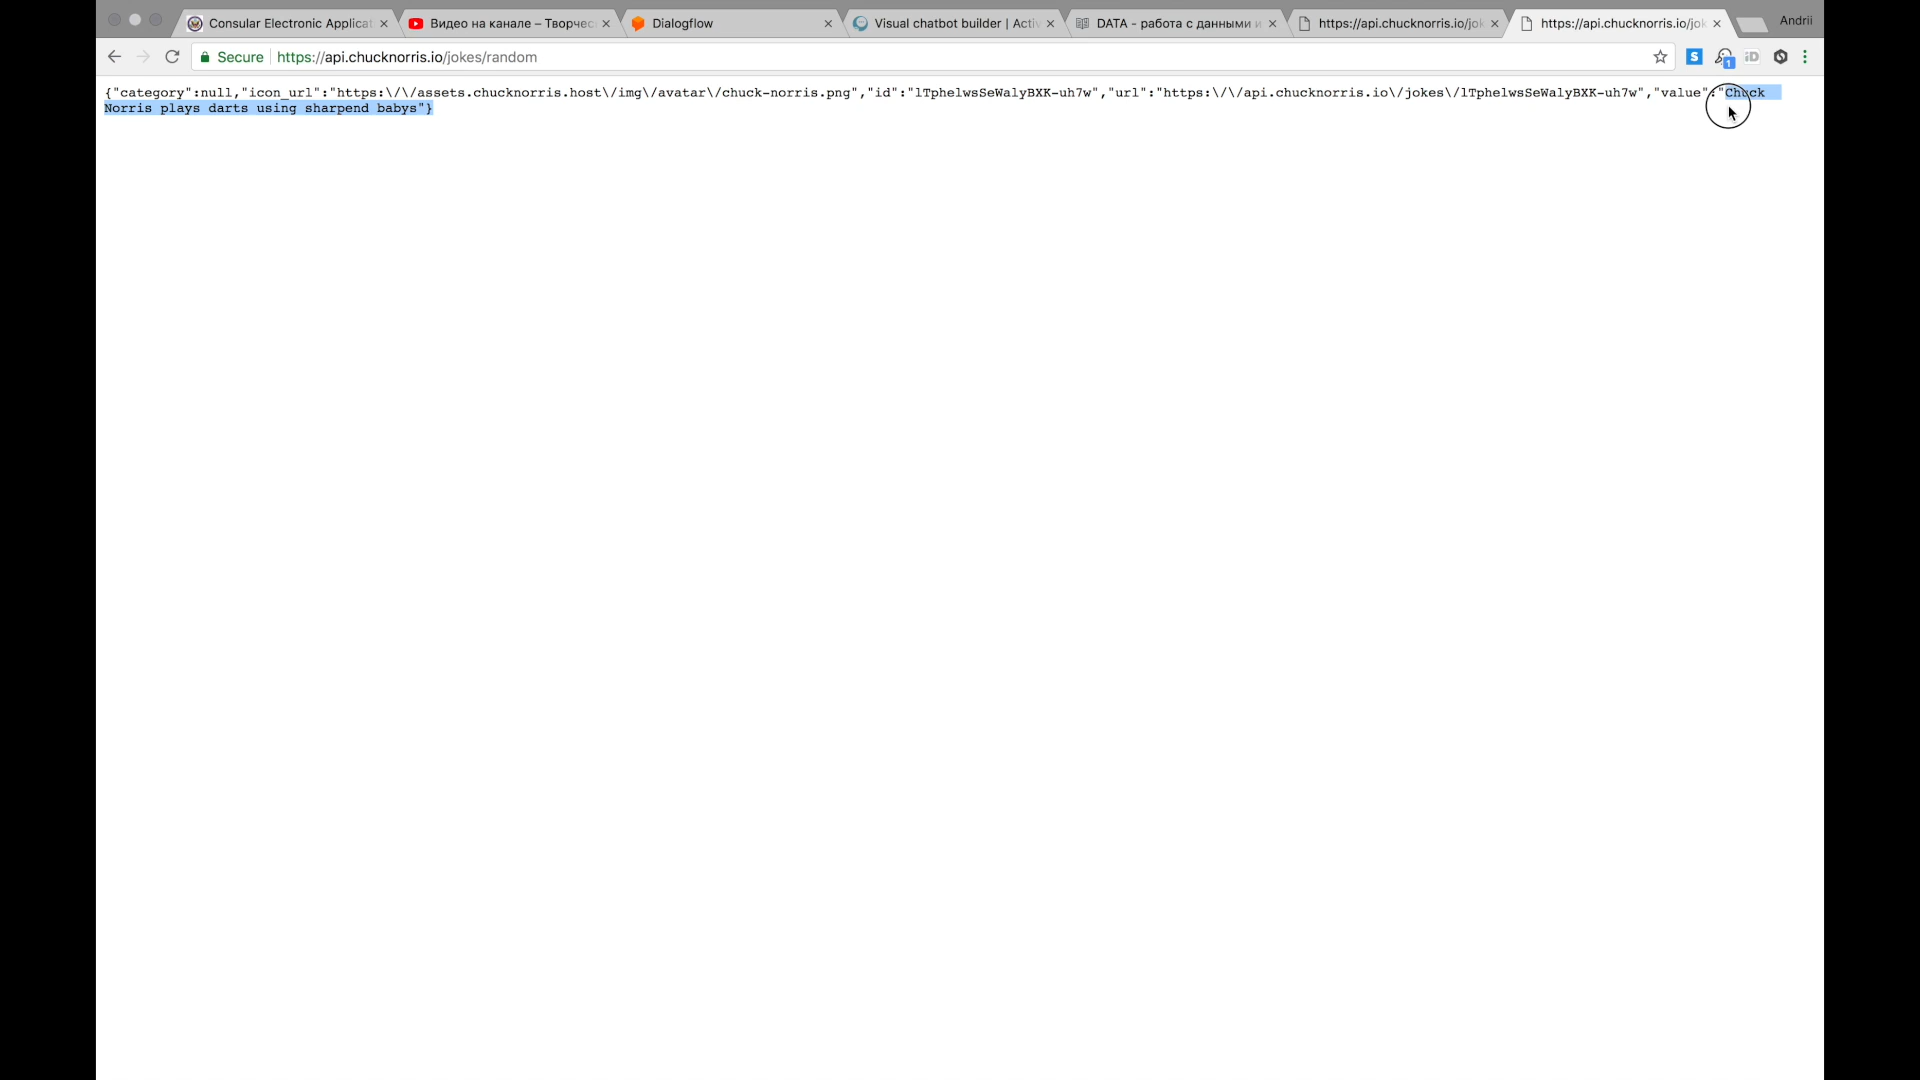 Consular Electronic Applicat
Видео на канале – Творчес
Dialogflow
Visual chatbot builder | Activ
DATA - работа с данными и
https://api.chucknorris.io/jok
https://api.chucknorris.io/jok
Andrii
Secure
https://api.chucknorris.io/jokes/random
S
1
iD
{"category":null,"icon_url":"https:\/\/assets.chucknorris.host\/img\/avatar\/chuck-norris.png","id":"lTphelwsSeWalyBXK-uh7w","url":"https:\/\/api.chucknorris.io\/jokes\/lTphelwsSeWalyBXK-uh7w","value":"Chuck
Norris plays darts using sharpend babys"}